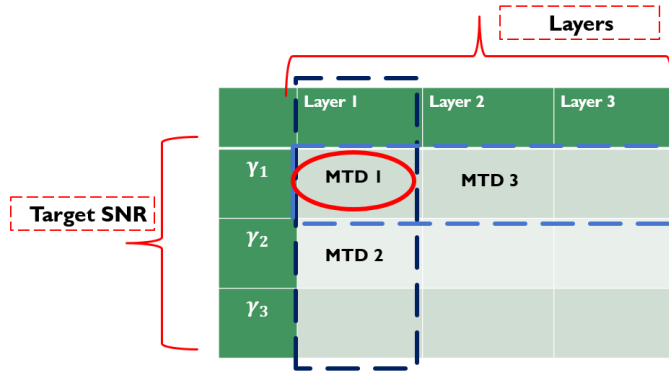 Layers
Layer 1 Layer 2 Layer 3
γ₁ MTD 1 MTD 3
Target SNR
γ₂ MTD 2
γ₃